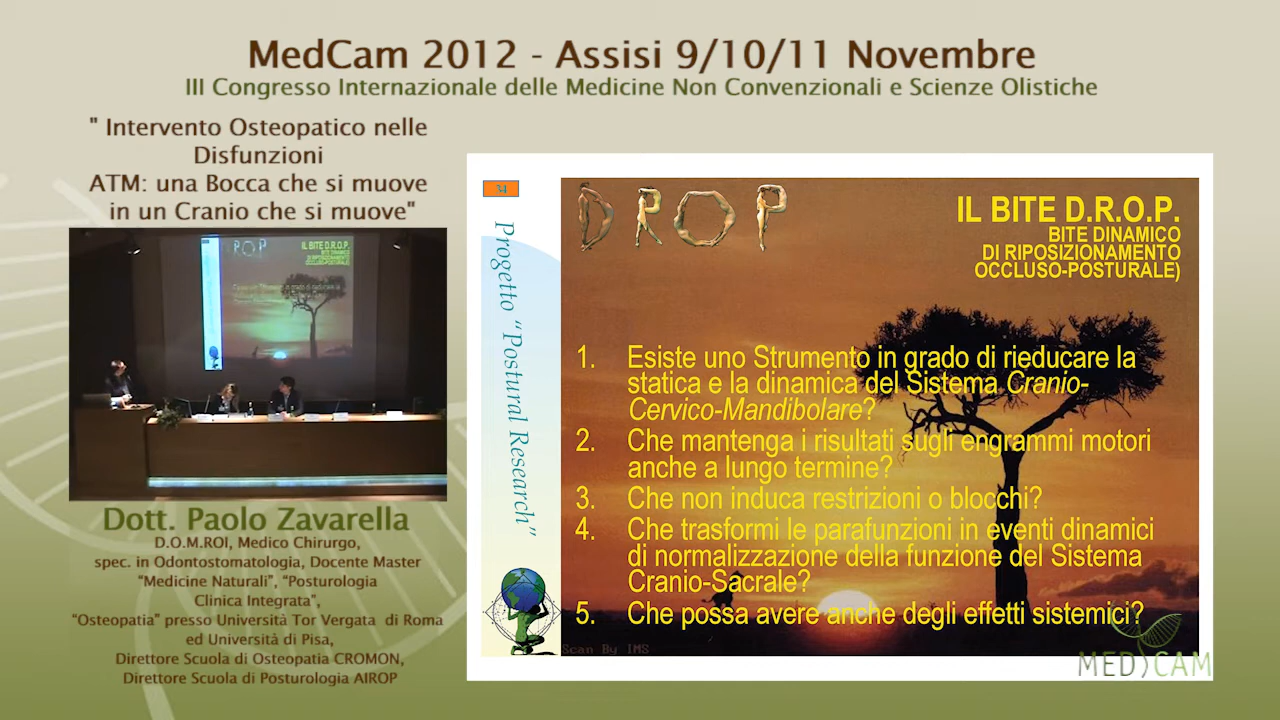 MedCam 2012 - Assisi 9/10/11 Novembre
III Congresso Internazionale delle Medicine Non Convenzionali e Scienze Olistiche
" Intervento Osteopatico nelle
Disfunzioni
ATM: una Bocca che si muove
in un Cranio che si muove"
Dott. Paolo Zavarella
D.O.M.ROI, Medico Chirurgo,
spec. in Odontostomatologia, Docente Master
“Medicine Naturali”, “Posturologia
Clinica Integrata”,
“Osteopatia” presso Università Tor Vergata di Roma
ed Università di Pisa,
Direttore Scuola di Osteopatia CROMON,
Direttore Scuola di Posturologia AIROP
Progetto “Postural Research”
DROP
IL BITE D.R.O.P.
BITE DINAMICO
DI RIPOSIZIONAMENTO
OCCLUSO-POSTURALE)
1. Esiste uno Strumento in grado di rieducare la
statica e la dinamica del Sistema Cranio-
Cervico-Mandibolare?
2. Che mantenga i risultati sugli engrammi motori
anche a lungo termine?
3. Che non induca restrizioni o blocchi?
4. Che trasformi le parafunzioni in eventi dinamici
di normalizzazione della funzione del Sistema
Cranio-Sacrale?
5. Che possa avere anche degli effetti sistemici?
Scan By IMS
MED)CAM